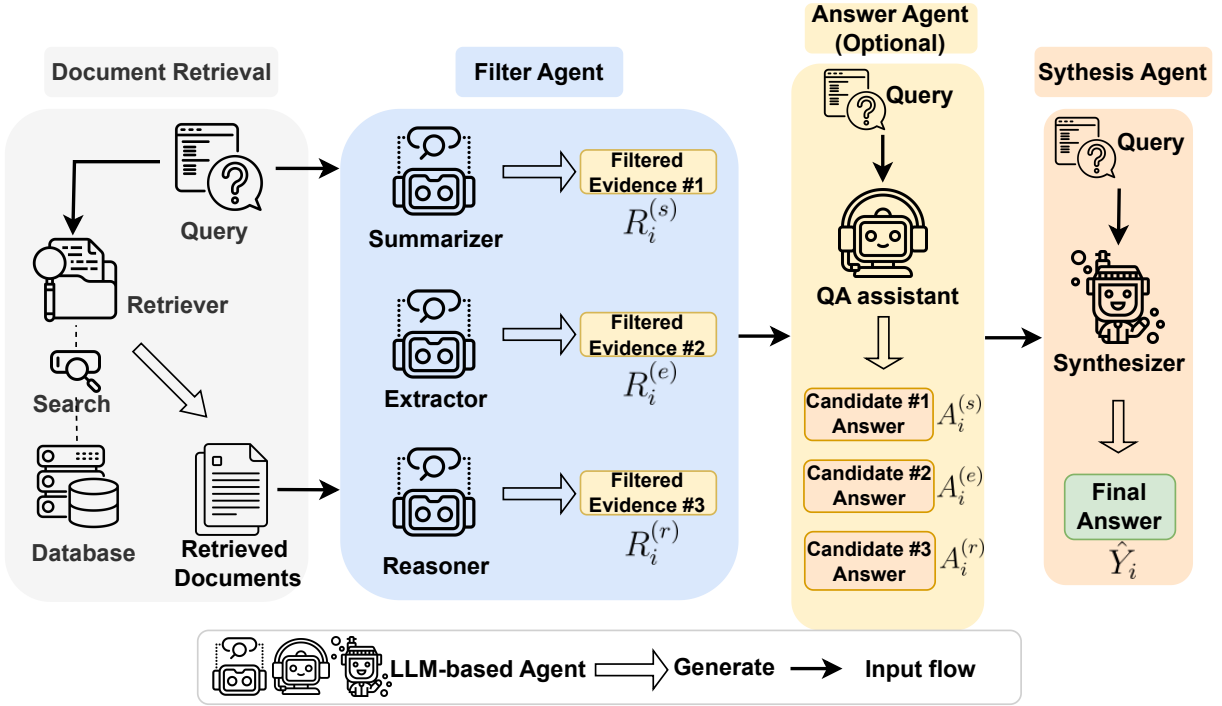 Document Retrieval
Query
Retriever
Search
Database
Retrieved
Documents
Filter Agent
Summarizer
Filtered
Evidence #1
R_i^{(s)}
Extractor
Filtered
Evidence #2
R_i^{(e)}
Reasoner
Filtered
Evidence #3
R_i^{(r)}
Answer Agent
(Optional)
Query
QA assistant
Candidate #1
Answer
A_i^{(s)}
Candidate #2
Answer
A_i^{(e)}
Candidate #3
Answer
A_i^{(r)}
Sythesis Agent
Query
Synthesizer
Final
Answer
\hat{Y}_i
LLM-based Agent
Generate
Input flow